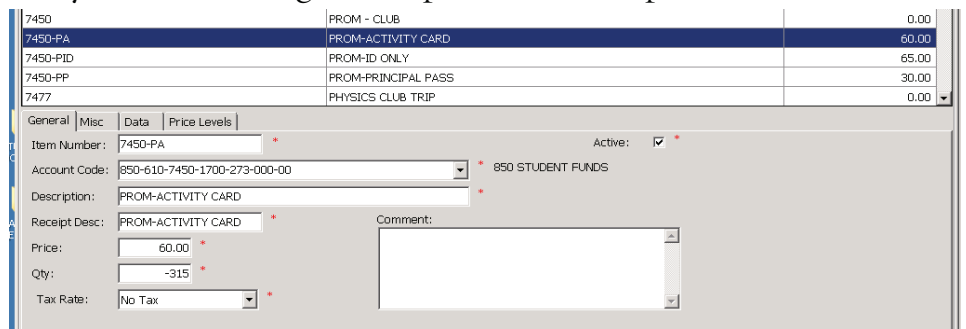 7450 PROM - CLUB 0.00
7450-PA PROM-ACTIVITY CARD 60.00
7450-PID PROM-ID ONLY 65.00
7450-PP PROM-PRINCIPAL PASS 30.00
7477 PHYSICS CLUB TRIP 0.00
General Misc Data Price Levels
Item Number: 7450-PA * Active: *
Account Code: 850-610-7450-1700-273-000-00 * 850 STUDENT FUNDS
Description: PROM-ACTIVITY CARD *
Receipt Desc: PROM-ACTIVITY CARD * Comment:
Price: 60.00 *
Qty: -315 *
Tax Rate: No Tax *